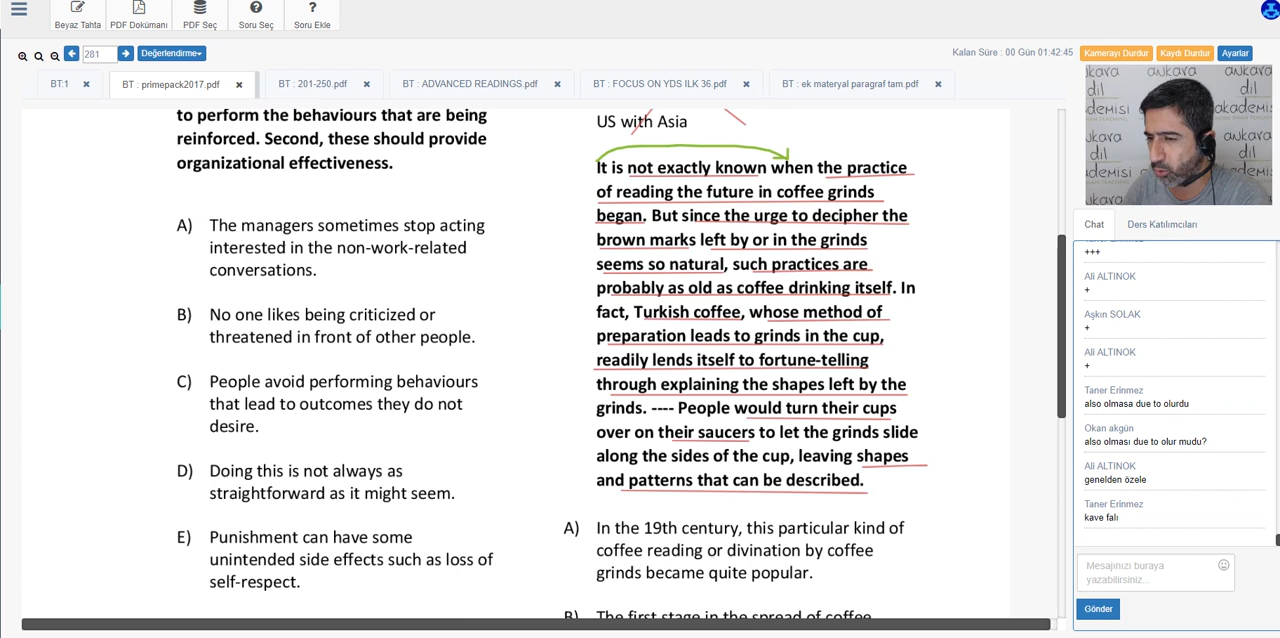 Beyaz Tahta
PDF Dokümanı
PDF Seç
Soru Seç
Soru Ekle
281
Değerlendirme
Kalan Süre : 00 Gün 01:42:45
Kamerayı Durdur
Kaydı Durdur
Ayarlar
BT:1
BT : primepack2017.pdf
BT : 201-250.pdf
BT : ADVANCED READINGS.pdf
BT : FOCUS ON YDS ILK 36.pdf
BT : ek materyal paragraf tam.pdf
to perform the behaviours that are being
reinforced. Second, these should provide
organizational effectiveness.
A) The managers sometimes stop acting
interested in the non-work-related
conversations.
B) No one likes being criticized or
threatened in front of other people.
C) People avoid performing behaviours
that lead to outcomes they do not
desire.
D) Doing this is not always as
straightforward as it might seem.
E) Punishment can have some
unintended side effects such as loss of
self-respect.
US with Asia
It is not exactly known when the practice
of reading the future in coffee grinds
began. But since the urge to decipher the
brown marks left by or in the grinds
seems so natural, such practices are
probably as old as coffee drinking itself. In
fact, Turkish coffee, whose method of
preparation leads to grinds in the cup,
readily lends itself to fortune-telling
through explaining the shapes left by the
grinds. ---- People would turn their cups
over on their saucers to let the grinds slide
along the sides of the cup, leaving shapes
and patterns that can be described.
A) In the 19th century, this particular kind of
coffee reading or divination by coffee
grinds became quite popular.
B) The first stage in the spread of coffee
ankara
dil
akademisi
Chat
Ders Katılımcıları
Taner Erinmez
+++
Ali ALTINOK
+
Aşkın SOLAK
+
Ali ALTINOK
+
Taner Erinmez
also olmasa due to olurdu
Okan akgün
also olması due to olur mudu?
Ali ALTINOK
genelden özele
Taner Erinmez
kave falı
Mesajınızı buraya
yazabilirsiniz...
Gönder